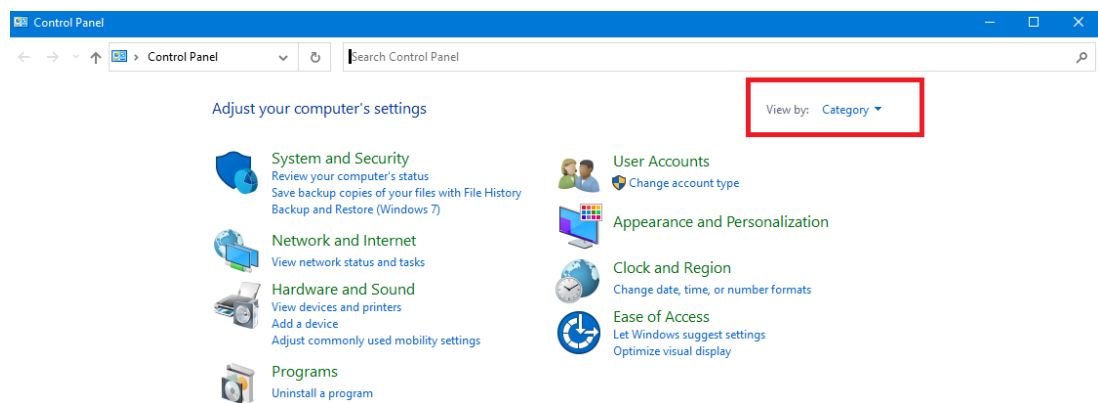 Control Panel
Control Panel
Search Control Panel
Adjust your computer's settings
View by: Category
System and Security
Review your computer's status
Save backup copies of your files with File History
Backup and Restore (Windows 7)
Network and Internet
View network status and tasks
Hardware and Sound
View devices and printers
Add a device
Adjust commonly used mobility settings
Programs
Uninstall a program
User Accounts
Change account type
Appearance and Personalization
Clock and Region
Change date, time, or number formats
Ease of Access
Let Windows suggest settings
Optimize visual display